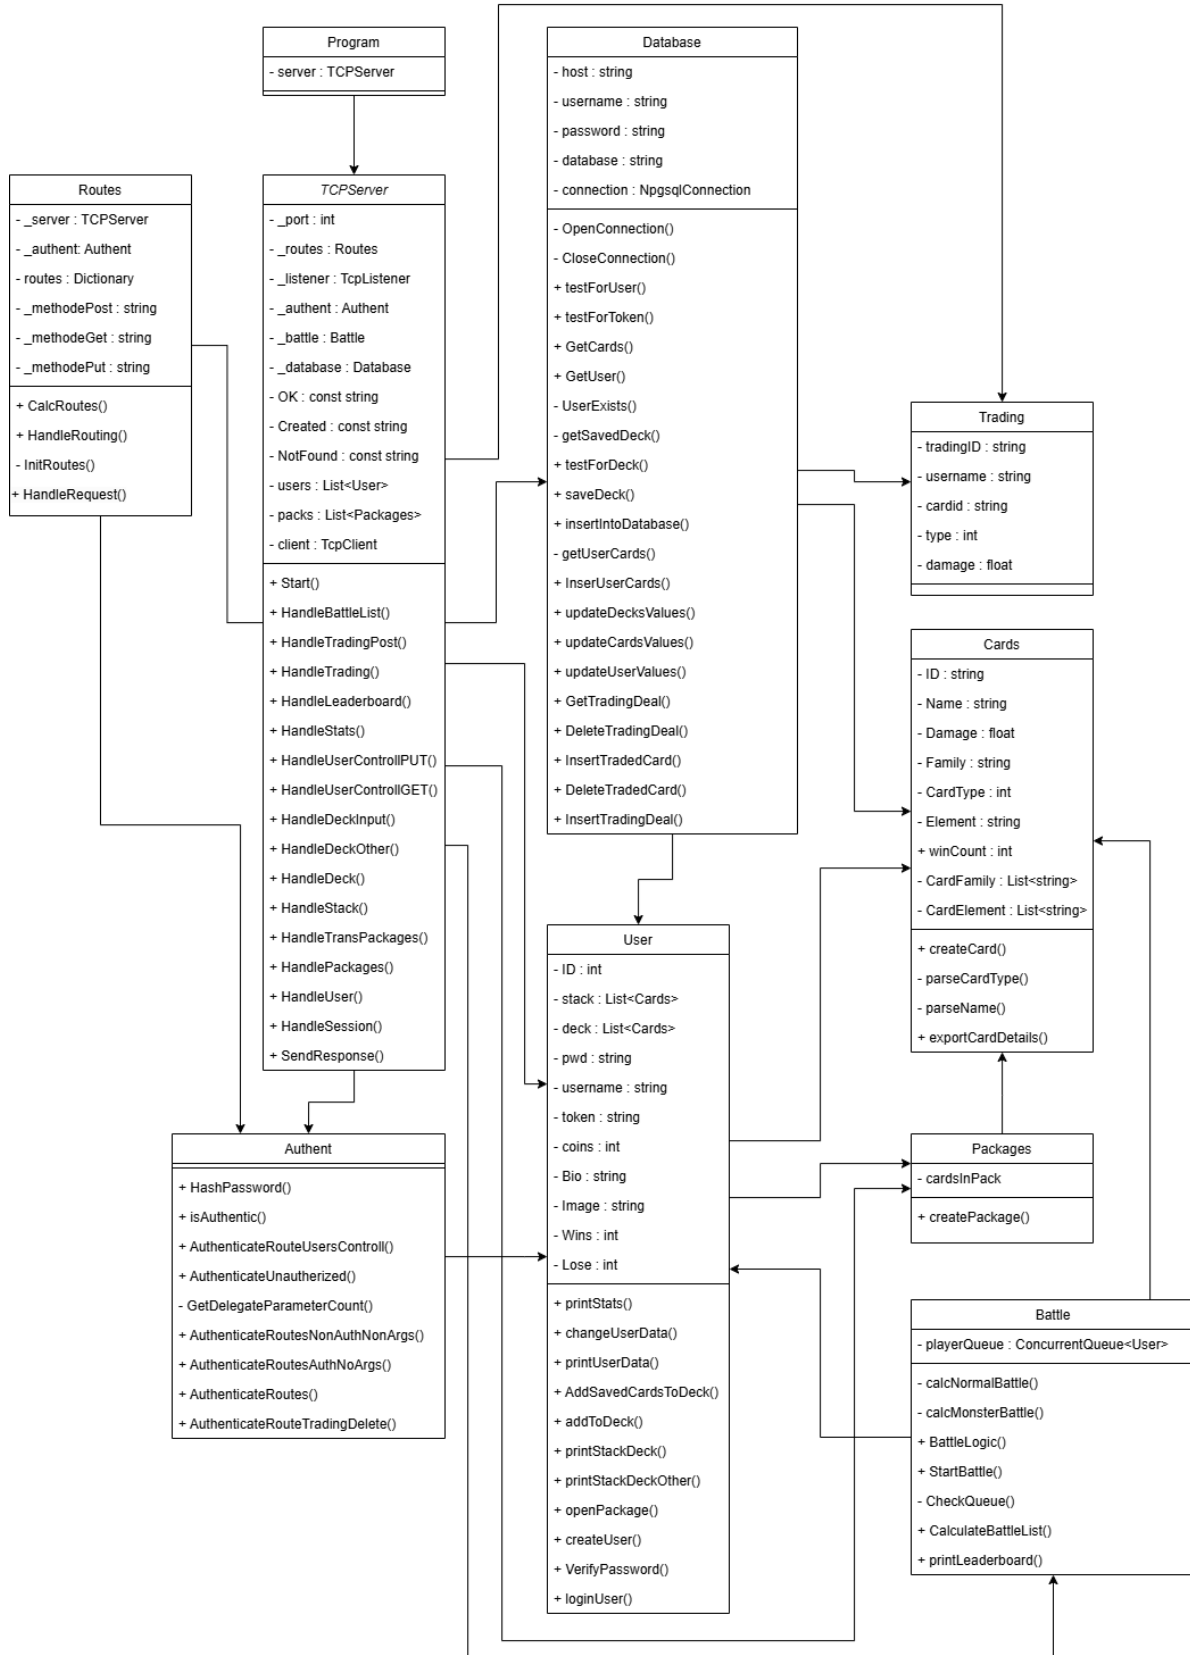 Program
- server : TCPServer
Database
- host : string
- username : string
- password : string
- database : string
- connection : NpgsqlConnection
- OpenConnection()
- CloseConnection()
+ testForUser()
+ testForToken()
+ GetCards()
+ GetUser()
- UserExists()
- getSavedDeck()
+ testForDeck()
+ saveDeck()
+ insertIntoDatabase()
- getUserCards()
+ InserUserCards()
+ updateDecksValues()
+ updateCardsValues()
+ updateUserValues()
+ GetTradingDeal()
+ DeleteTradingDeal()
+ InsertTradedCard()
+ DeleteTradedCard()
+ InsertTradingDeal()
Routes
- _server : TCPServer
- _authent: Authent
- routes : Dictionary
- _methodePost : string
- _methodeGet : string
- _methodePut : string
+ CalcRoutes()
+ HandleRouting()
- InitRoutes()
+ HandleRequest()
TCPServer
- _port : int
- _routes : Routes
- _listener : TcpListener
- _authent : Authent
- _battle : Battle
- _database : Database
- OK : const string
- Created : const string
- NotFound : const string
- users : List<User>
- packs : List<Packages>
- client : TcpClient
+ Start()
+ HandleBattleList()
+ HandleTradingPost()
+ HandleTrading()
+ HandleLeaderboard()
+ HandleStats()
+ HandleUserControllPUT()
+ HandleUserControllGET()
+ HandleDeckInput()
+ HandleDeckOther()
+ HandleDeck()
+ HandleStack()
+ HandleTransPackages()
+ HandlePackages()
+ HandleUser()
+ HandleSession()
+ SendResponse()
Trading
- tradingID : string
- username : string
- cardid : string
- type : int
- damage : float
Cards
- ID : string
- Name : string
- Damage : float
- Family : string
- CardType : int
- Element : string
+ winCount : int
- CardFamily : List<string>
- CardElement : List<string>
+ createCard()
- parseCardType()
- parseName()
+ exportCardDetails()
User
- ID : int
- stack : List<Cards>
- deck : List<Cards>
- pwd : string
- username : string
- token : string
- coins : int
- Bio : string
- Image : string
- Wins : int
- Lose : int
+ printStats()
+ changeUserData()
+ printUserData()
+ AddSavedCardsToDeck()
+ addToDeck()
+ printStackDeck()
+ printStackDeckOther()
+ openPackage()
+ createUser()
+ VerifyPassword()
+ loginUser()
Authent
+ HashPassword()
+ isAuthentic()
+ AuthenticateRouteUsersControll()
+ AuthenticateUnautherized()
- GetDelegateParameterCount()
+ AuthenticateRoutesNonAuthNonArgs()
+ AuthenticateRoutesAuthNoArgs()
+ AuthenticateRoutes()
+ AuthenticateRouteTradingDelete()
Packages
- cardsInPack
+ createPackage()
Battle
- playerQueue : ConcurrentQueue<User>
- calcNormalBattle()
- calcMonsterBattle()
+ BattleLogic()
+ StartBattle()
- CheckQueue()
+ CalculateBattleList()
+ printLeaderboard()